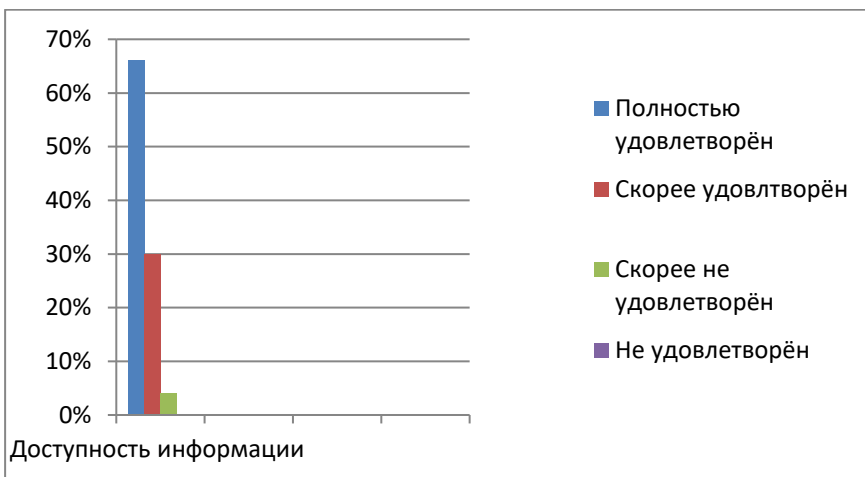 70%
60%
50%
40%
30%
20%
10%
0%
Доступность информации
Полностью
удовлетворён
Скорее удовлтворён
Скорее не
удовлетворён
Не удовлетворён